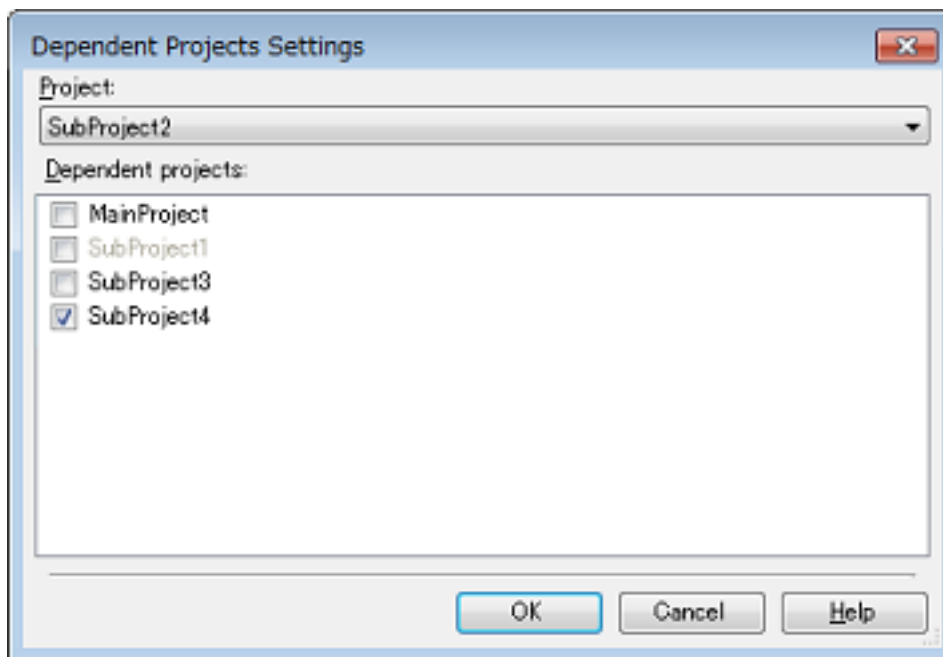 Dependent Projects Settings
Project:
SubProject2
Dependent projects:
MainProject
SubProject1
SubProject3
SubProject4
OK Cancel Help